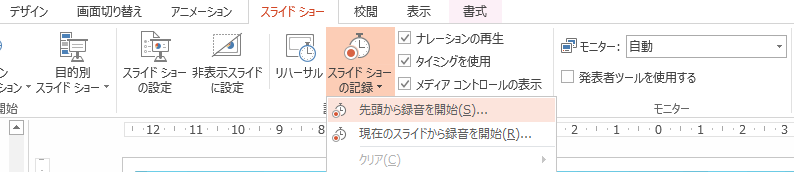 デザイン 画面切り替え アニメーション スライド ショー 校閲 表示 書式
目的別
スライド ショー
スライド ショー
の設定
非表示スライド
に設定
リハーサル
スライド ショー
の記録
ナレーションの再生
タイミングを使用
メディア コントロールの表示
モニター: 自動
発表者ツールを使用する
開始
モニター
先頭から録音を開始(S)...
現在のスライドから録音を開始(R)...
クリア(C)
12 11 10 9 8 2 1 0 1 2 3